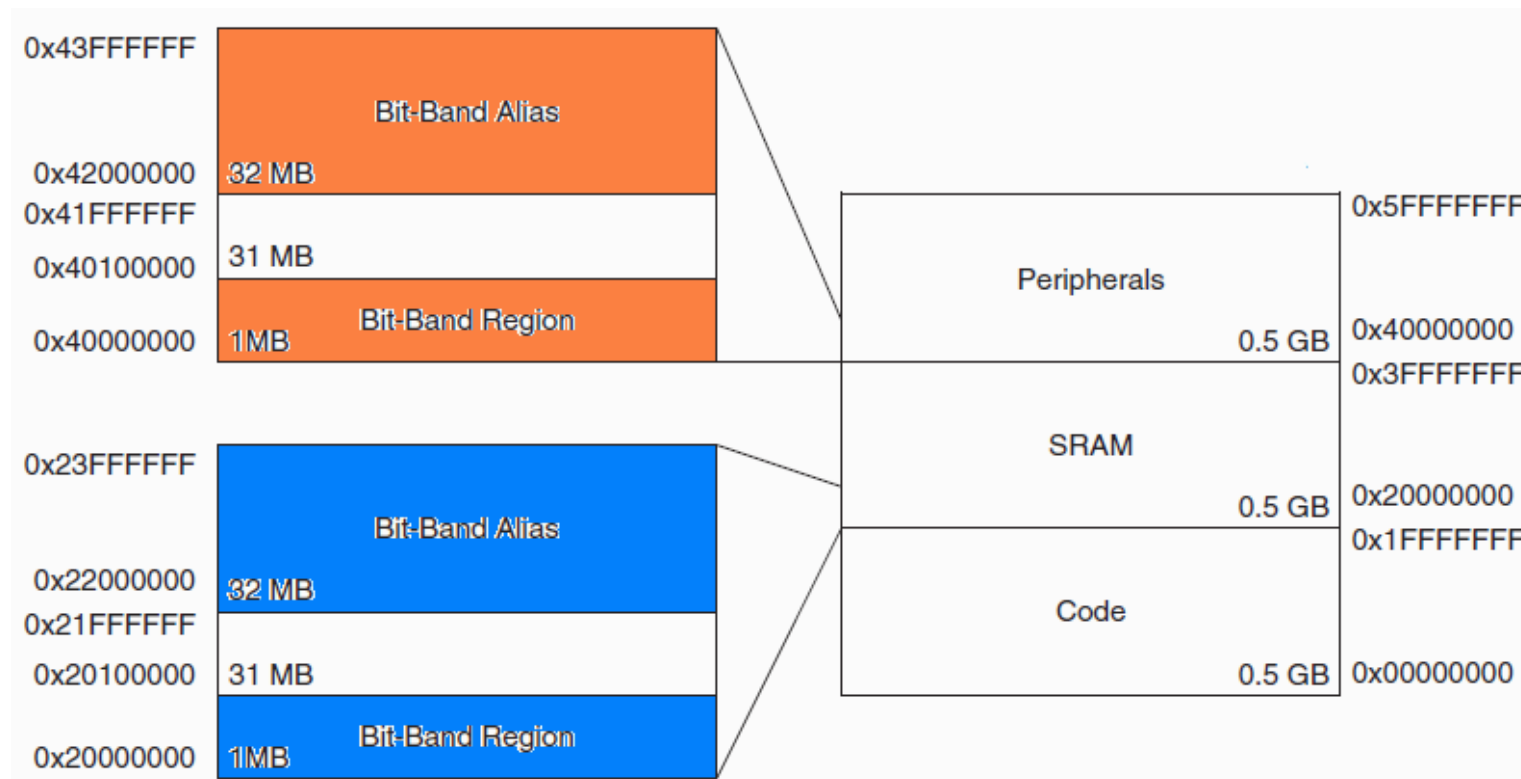 0x43FFFFFF
Bit-Band Alias
0x42000000
32 MB
0x41FFFFFF
31 MB
0x40100000
Bit-Band Region
0x40000000
1MB
0x23FFFFFF
Bit-Band Alias
0x22000000
32 MB
0x21FFFFFF
0x20100000
31 MB
Bit-Band Region
0x20000000
1MB
0x5FFFFFFF
Peripherals
0.5 GB
0x40000000
0x3FFFFFFF
SRAM
0.5 GB
0x20000000
0x1FFFFFFF
Code
0.5 GB
0x00000000